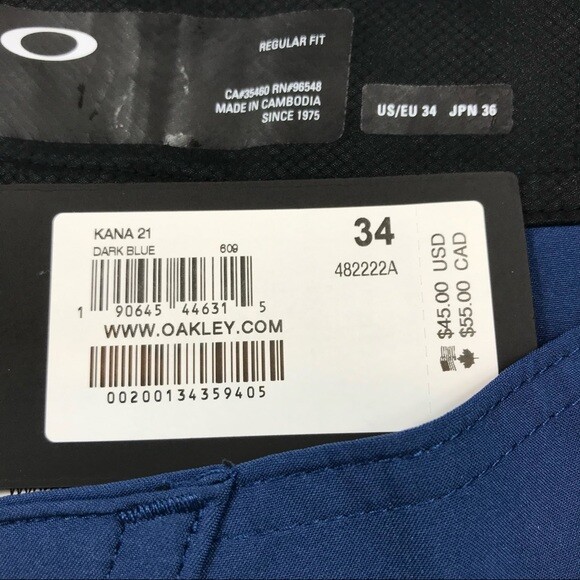 REGULAR FIT
CA#35460 RN#96548
MADE IN CAMBODIA
SINCE 1975
US/EU 34 JPN 36
KANA 21
DARK BLUE 609
34
482222A
1 90645 44631 5
WWW.OAKLEY.COM
00200134359405
$45.00 USD
$55.00 CAD